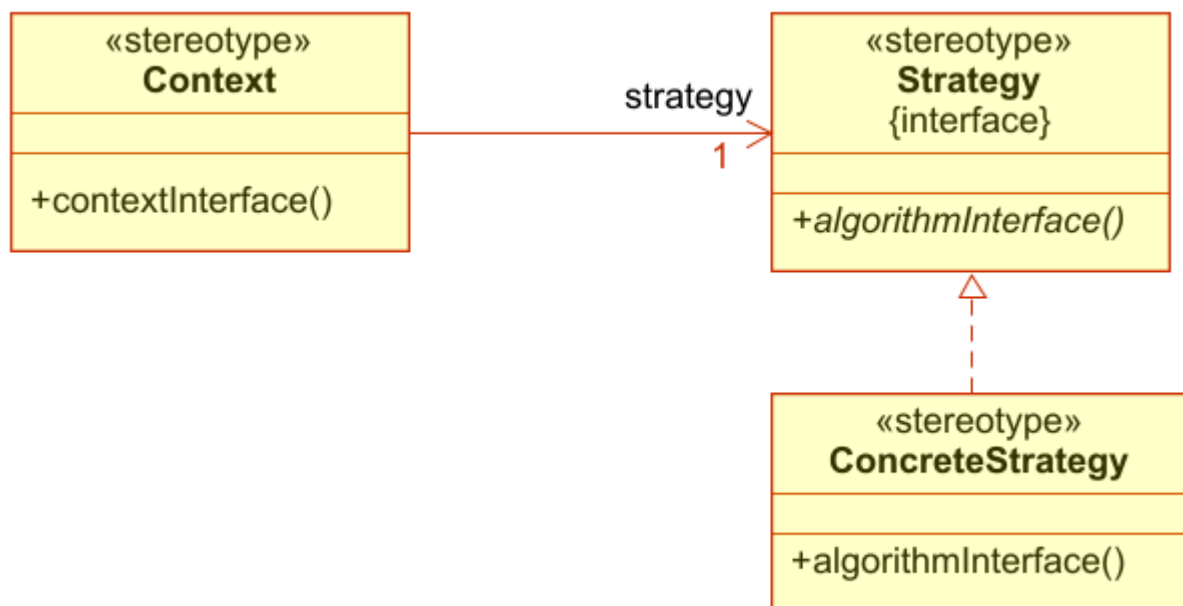 «stereotype»
Context
+contextInterface()
strategy
1
«stereotype»
Strategy
{interface}
+algorithmInterface()
«stereotype»
ConcreteStrategy
+algorithmInterface()